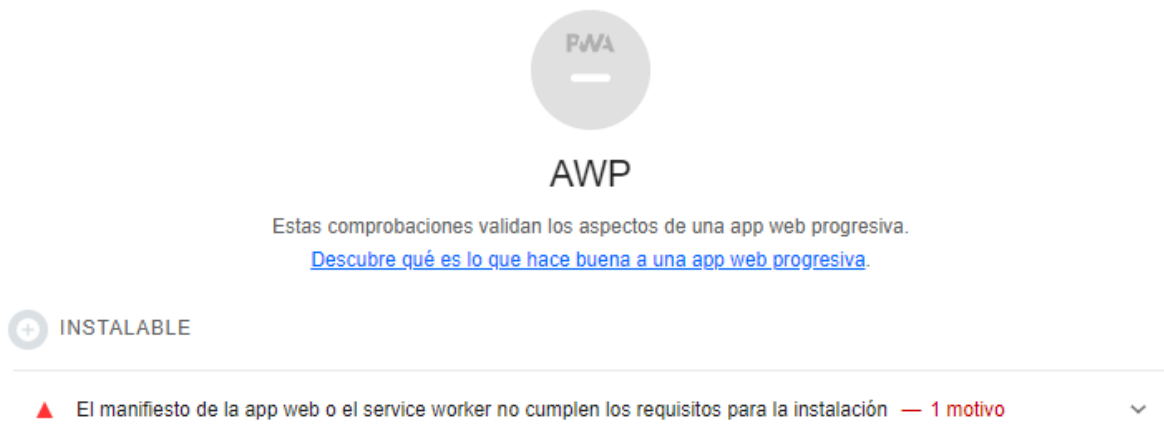 PWA
AWP
Estas comprobaciones validan los aspectos de una app web progresiva.
Descubre qué es lo que hace buena a una app web progresiva.
INSTALABLE
El manifiesto de la app web o el service worker no cumplen los requisitos para la instalación — 1 motivo